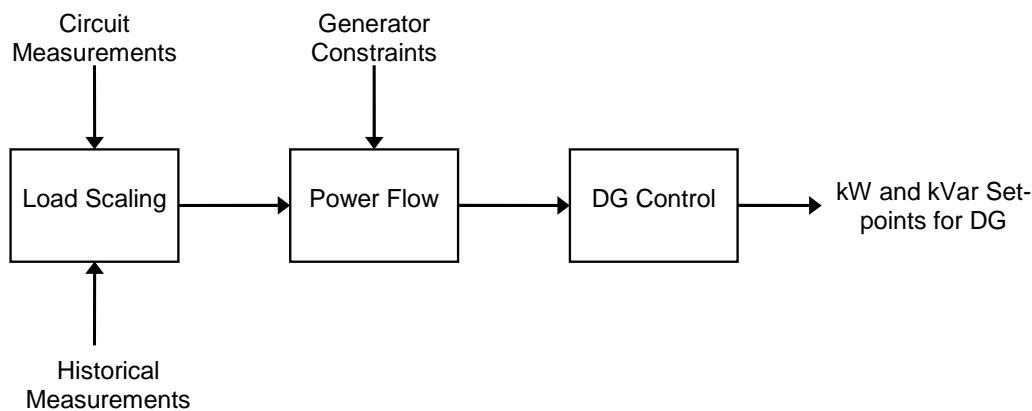 Circuit
Measurements
Generator
Constraints
Load Scaling
Power Flow
DG Control
kW and kVar Set-
points for DG
Historical
Measurements